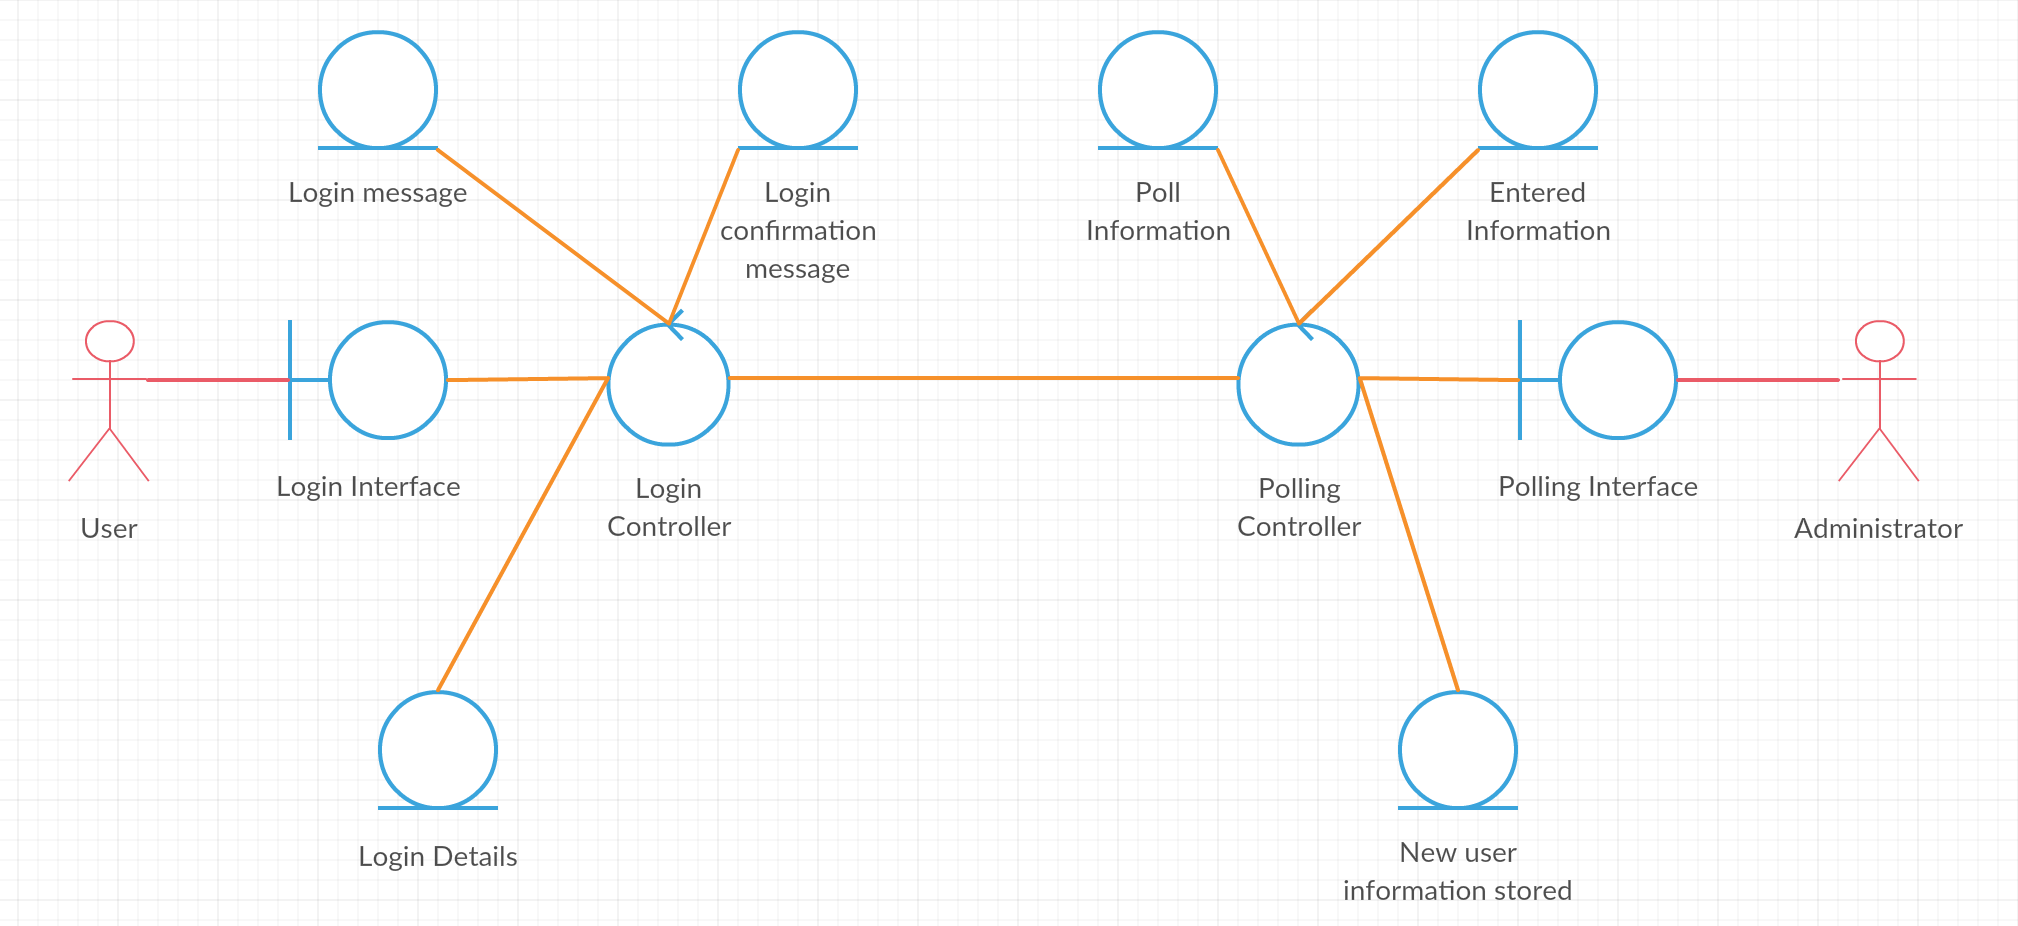 Login message
Login
confirmation
message
Poll
Information
Entered
Information
User
Login Interface
Login
Controller
Polling
Controller
Polling Interface
Administrator
Login Details
New user
information stored